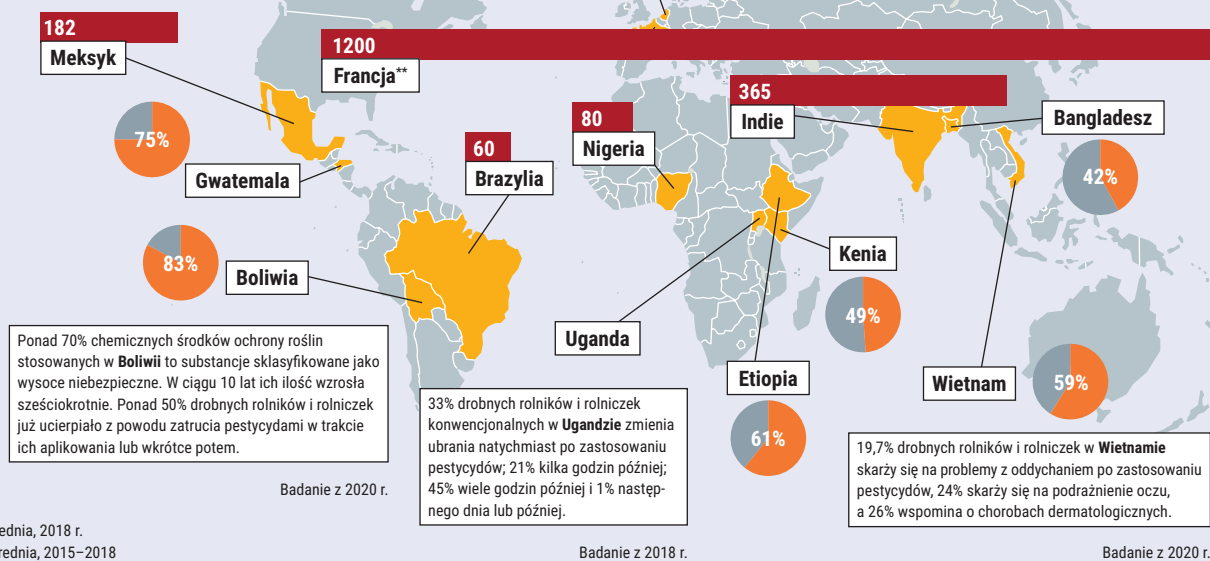 182
Meksyk
1200
Francja**
75%
Gwatemala
60
Brazylia
80
Nigeria
365
Indie
Bangladesz
42%
83%
Boliwia
Kenia
49%
Uganda
Etiopia
61%
Wietnam
59%
Ponad 70% chemicznych środków ochrony roślin
stosowanych w Boliwii to substancje sklasyfikowane jako
wysoce niebezpieczne. W ciągu 10 lat ich ilość wzrosła
sześciokrotnie. Ponad 50% drobnych rolników i rolniczek
już ucierpiało z powodu zatrucia pestycydami w trakcie
ich aplikowania lub wkrótce potem.
Badanie z 2020 r.
33% drobnych rolników i rolniczek
konwencjonalnych w Ugandzie zmienia
ubrania natychmiast po zastosowaniu
pestycydów; 21% kilka godzin później;
45% wiele godzin później i 1% następ-
nego dnia lub później.
Badanie z 2018 r.
19,7% drobnych rolników i rolniczek w Wietnamie
skarży się na problemy z oddychaniem po zastosowaniu
pestycydów, 24% skarży się na podrażnienie oczu,
a 26% wspomina o chorobach dermatologicznych.
Badanie z 2020 r.
ednia, 2018 r.
rednia, 2015–2018